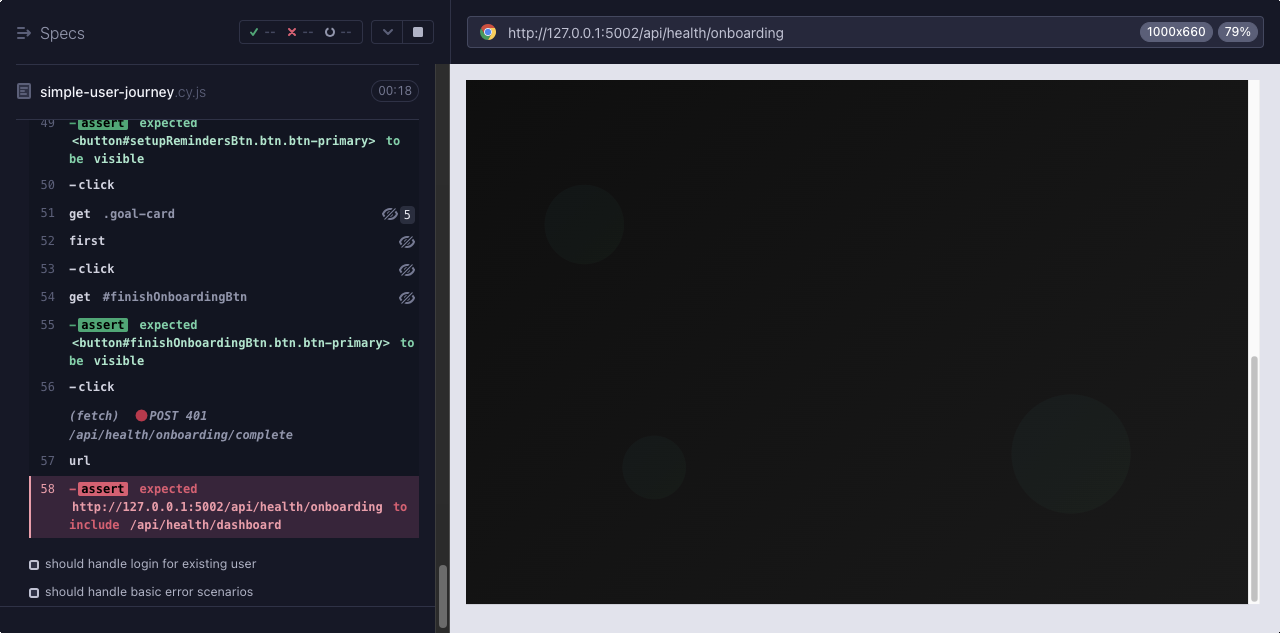 Specs
--
--
--
http://127.0.0.1:5002/api/health/onboarding
1000x660
79%
simple-user-journey.cy.js
00:18
49 -assert expected
<button#setupRemindersBtn.btn.btn-primary> to
be visible
50 -click
51 get .goal-card 5
52 first
53 -click
54 get #finishOnboardingBtn
55 -assert expected
<button#finishOnboardingBtn.btn.btn-primary> to
be visible
56 -click
(fetch) POST 401
/api/health/onboarding/complete
57 url
58 -assert expected
http://127.0.0.1:5002/api/health/onboarding to
include /api/health/dashboard
should handle login for existing user
should handle basic error scenarios